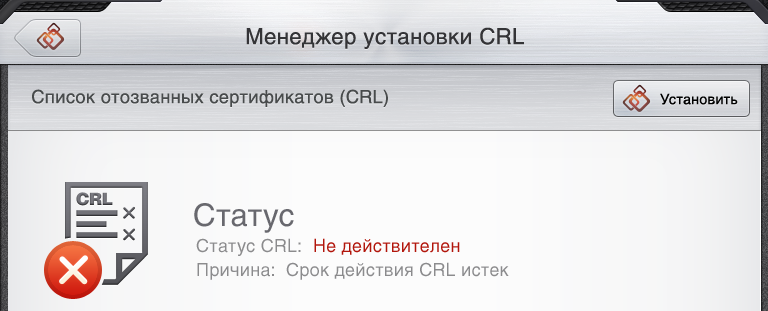 Менеджер установки CRL
Список отозванных сертификатов (CRL)
Установить
CRL
Статус
Статус CRL: Не действителен
Причина: Срок действия CRL истек